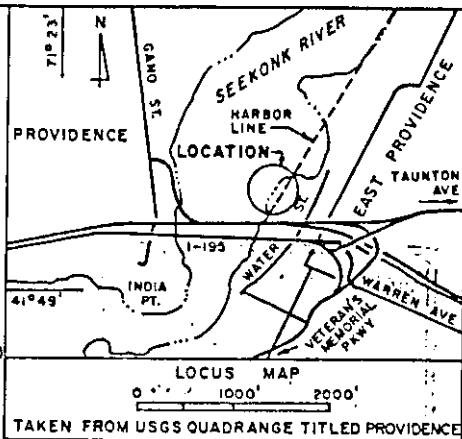 71° 23'
N
GANO ST.
SEEKONK RIVER
HARBOR
LINE
PROVIDENCE
LOCATION
EAST PROVIDENCE
TAUNTON
AVE
I-195
WATER ST.
INDIA
PT.
41° 49'
WARREN AVE
VETERAN'S
MEMORIAL
PKWY
LOCUS MAP
0 1000' 2000'
TAKEN FROM USGS QUADRANGE TITLED PROVIDENCE